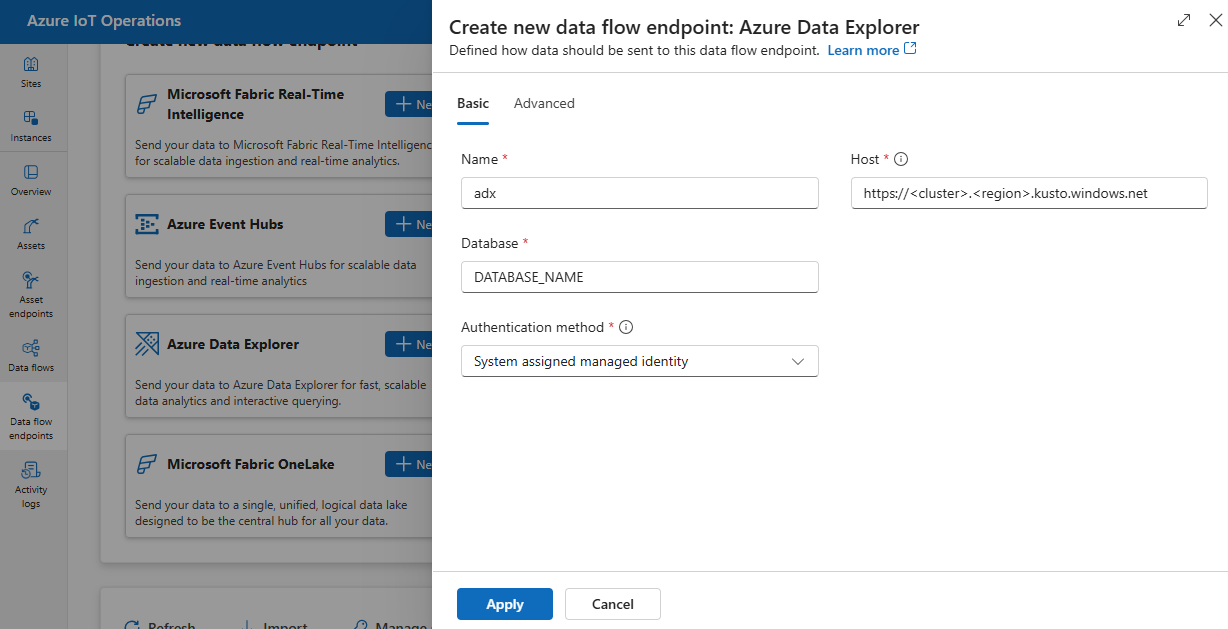 Azure IoT Operations
Sites
Instances
Overview
Assets
Asset
endpoints
Data flows
Data flow
endpoints
Activity
logs
Create new data flow endpoint
Microsoft Fabric Real-Time
Intelligence
Ne
Send your data to Microsoft Fabric Real-Time Intelligenc
for scalable data ingestion and real-time analytics.
Azure Event Hubs
Ne
Send your data to Azure Event Hubs for scalable data
ingestion and real-time analytics
Azure Data Explorer
Ne
Send your data to Azure Data Explorer for fast, scalable
data analytics and interactive querying.
Microsoft Fabric OneLake
Ne
Send your data to a single, unified, logical data lake
designed to be the central hub for all your data.
Refresh Import Manage
Create new data flow endpoint: Azure Data Explorer
Defined how data should be sent to this data flow endpoint. Learn more
Basic Advanced
Name * Host *
adx https://<cluster>.<region>.kusto.windows.net
Database *
DATABASE_NAME
Authentication method *
System assigned managed identity
Apply Cancel